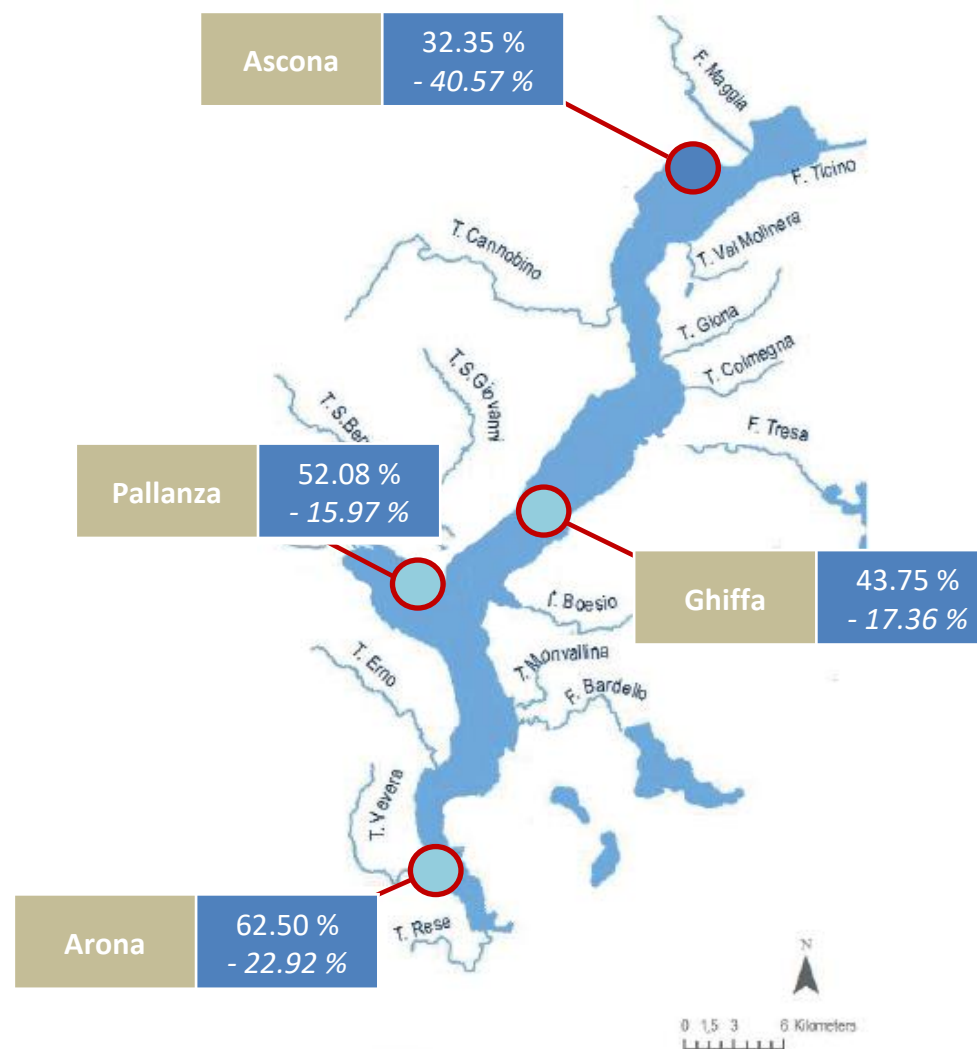 Ascona
32.35 %
- 40.57 %
F. Maggia
F. Ticino
T. Val Molinera
T. Cannobino
T. Giona
T. Colmegna
T. S.Giovanni
T. S.Ber
F. Tresa
Pallanza
52.08 %
- 15.97 %
Ghiffa
43.75 %
- 17.36 %
T. Boesio
T. Monvallina
F. Bardello
T. Erno
T. Vevera
Arona
62.50 %
- 22.92 %
T. Rese
N
0 1,5 3 6 Kilometers